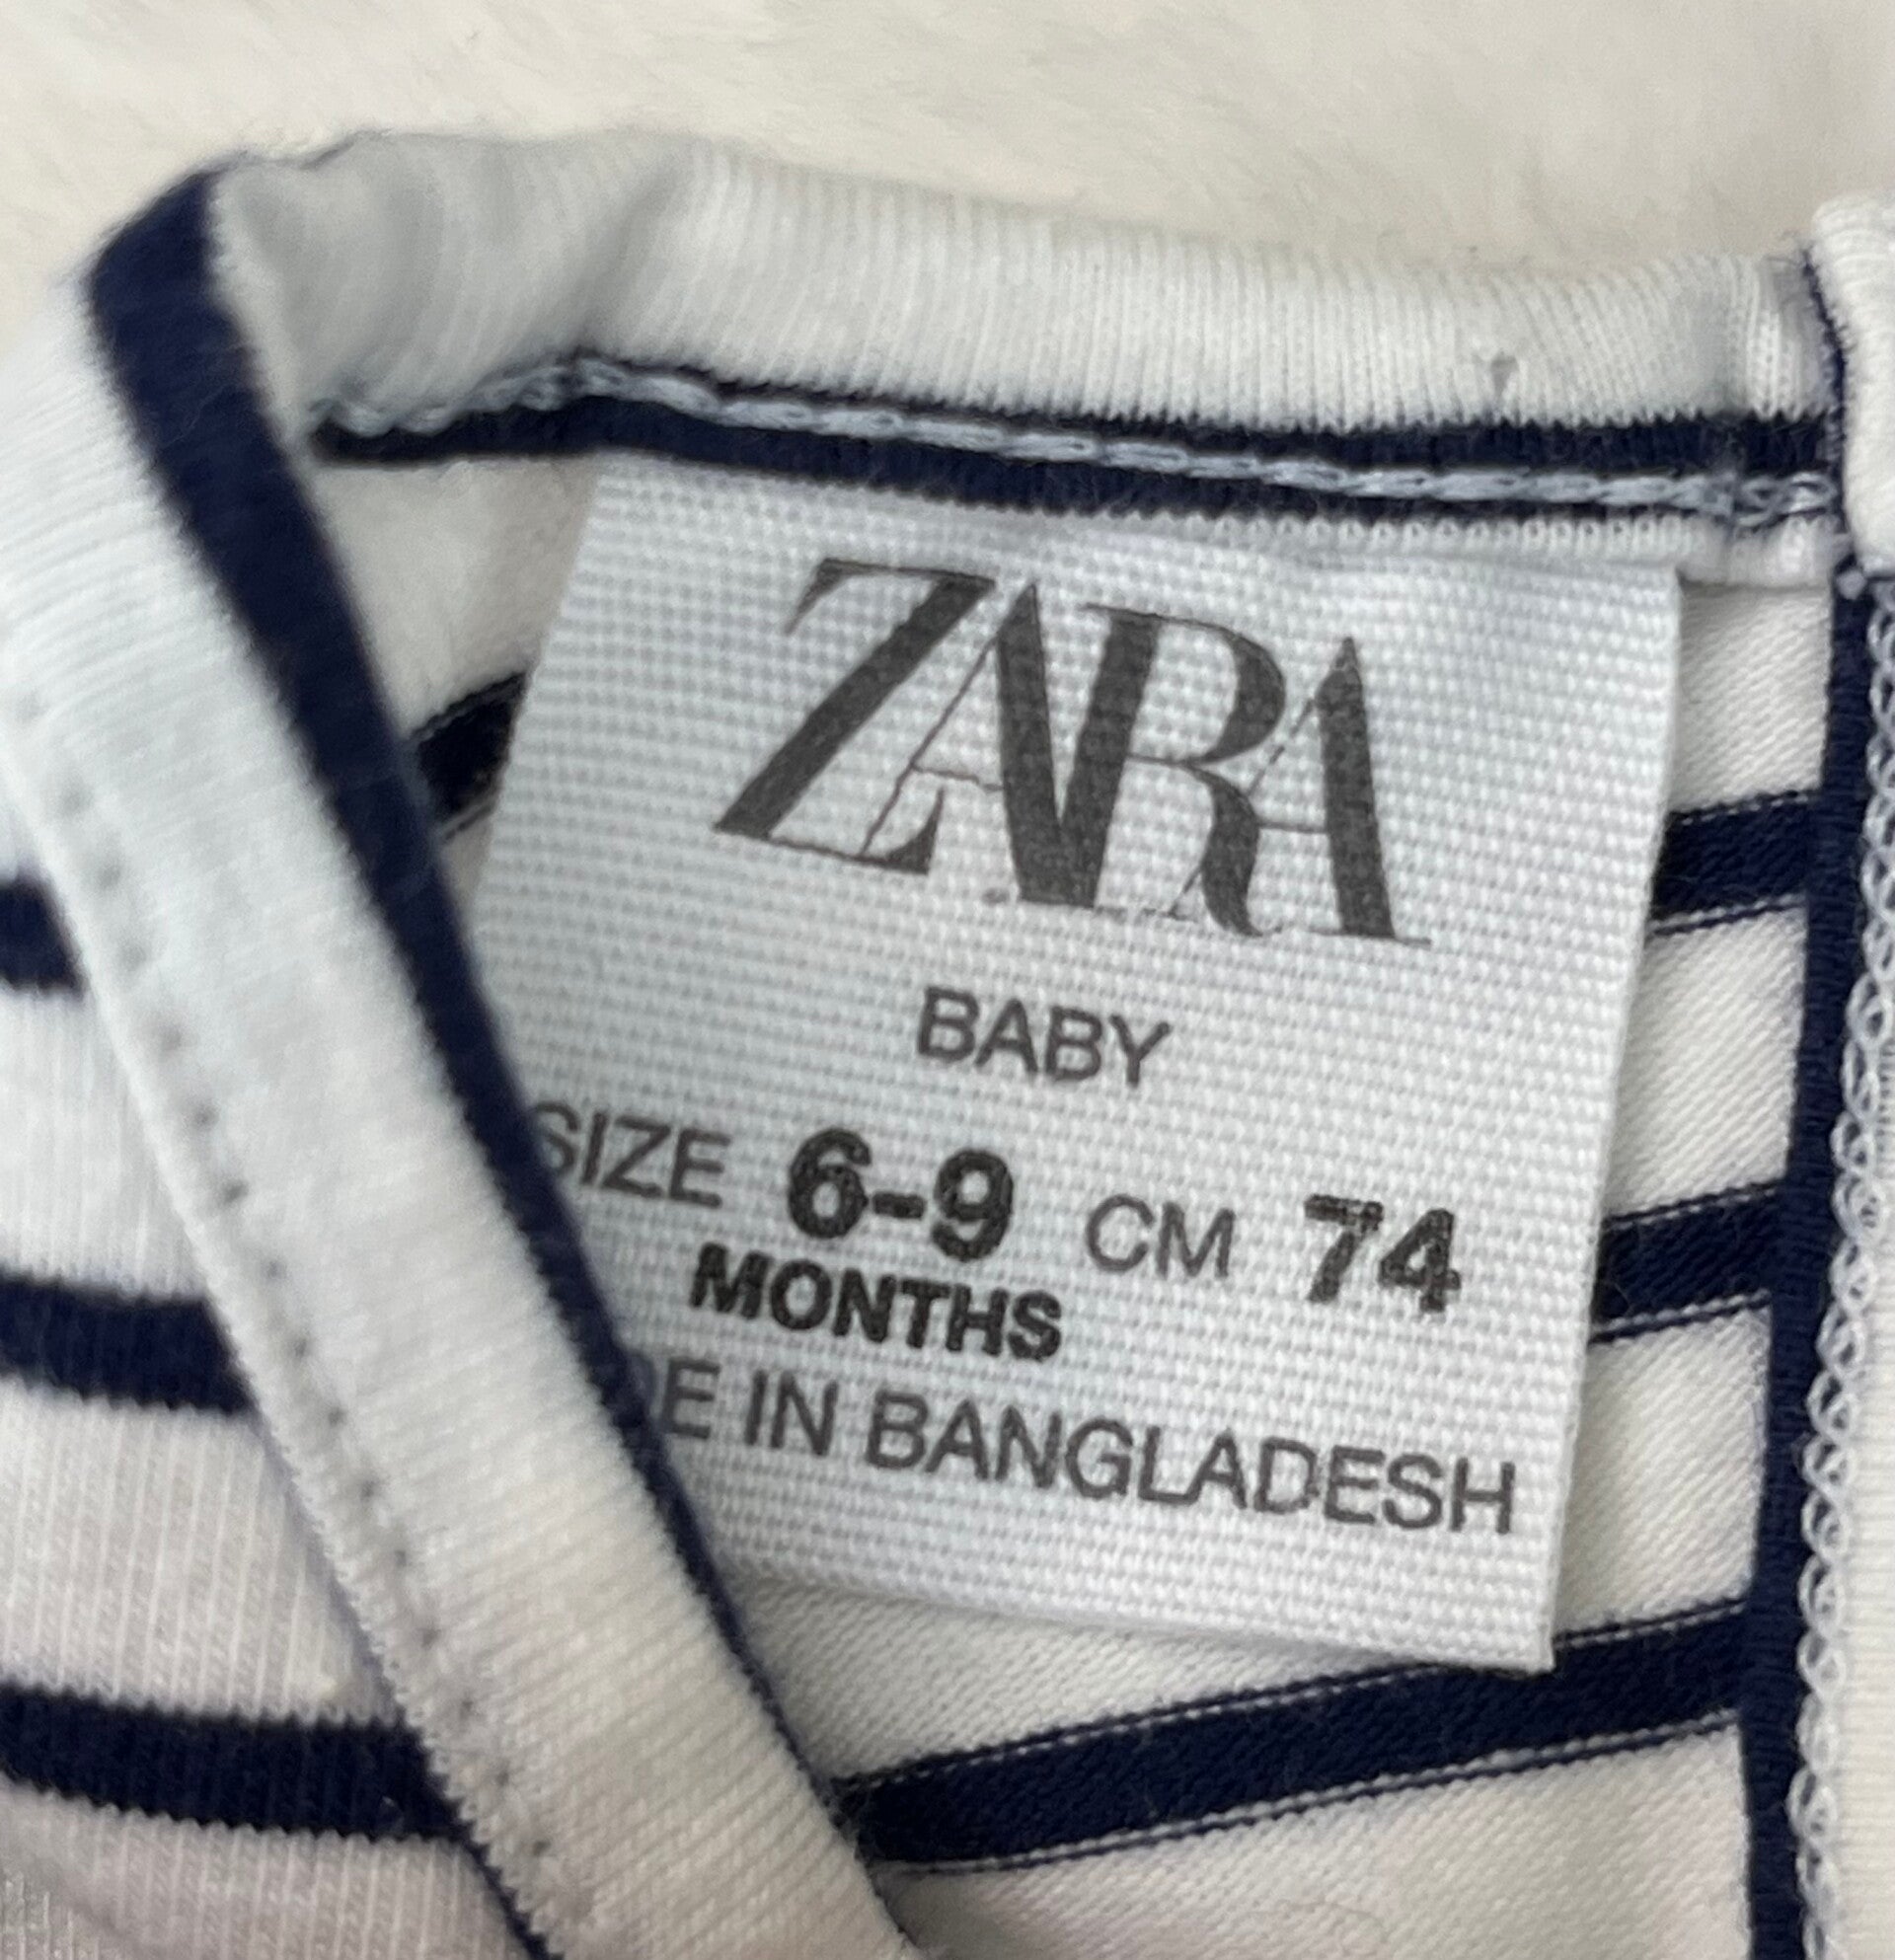 ZARA
BABY
SIZE 6-9 CM 74
MONTHS
DE IN BANGLADESH